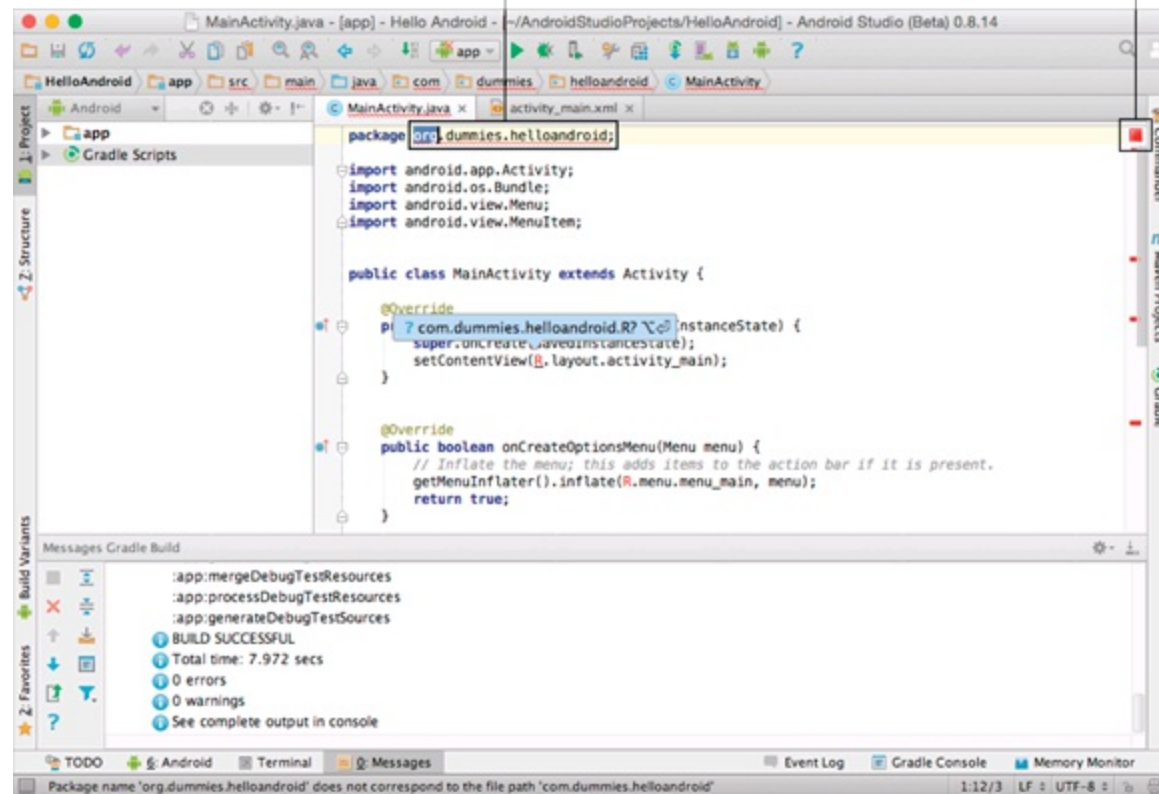 MainActivity.java - [app] - Hello Android - [~/AndroidStudioProjects/HelloAndroid] - Android Studio (Beta) 0.8.14
app
HelloAndroid app src main java com dummies helloandroid MainActivity
Android
MainActivity.java × activity_main.xml ×
1: Project
app
Gradle Scripts
Z: Structure
Build Variants
2: Favorites
package org.dummies.helloandroid;
import android.app.Activity;
import android.os.Bundle;
import android.view.Menu;
import android.view.MenuItem;
public class MainActivity extends Activity {
@Override
? com.dummies.helloandroid.R? ⌥⏎ nstanceState) {
super.onCreate(savedInstanceState);
setContentView(R.layout.activity_main);
}
@Override
public boolean onCreateOptionsMenu(Menu menu) {
// Inflate the menu; this adds items to the action bar if it is present.
getMenuInflater().inflate(R.menu.menu_main, menu);
return true;
}
Commander
Maven Projects
Gradle
Messages Gradle Build
:app:mergeDebugTestResources
:app:processDebugTestResources
:app:generateDebugTestSources
BUILD SUCCESSFUL
Total time: 7.972 secs
0 errors
0 warnings
See complete output in console
TODO 6: Android Terminal 0: Messages Event Log Gradle Console Memory Monitor
Package name 'org.dummies.helloandroid' does not correspond to the file path 'com.dummies.helloandroid' 1:12/3 LF UTF-8